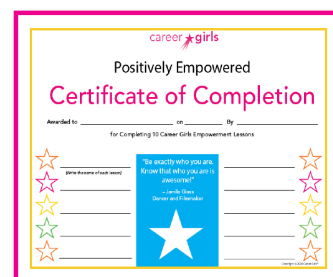 career girls
Positively Empowered
Certificate of Completion
Awarded to on By
for Completing 10 Career Girls Empowerment Lessons
(Write the name of each lesson)
"Be exactly who you are.
Know that who you are is
awesome!"
– Jamila Glass
Dancer and Filmmaker